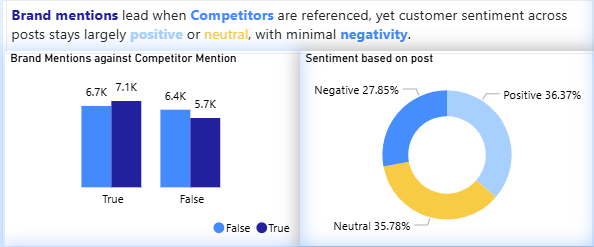 Brand mentions lead when Competitors are referenced, yet customer sentiment across
posts stays largely positive or neutral, with minimal negativity.
Brand Mentions against Competitor Mention
6.7K
7.1K
6.4K
5.7K
True
False
False
True
Sentiment based on post
Negative 27.85%
Positive 36.37%
Neutral 35.78%